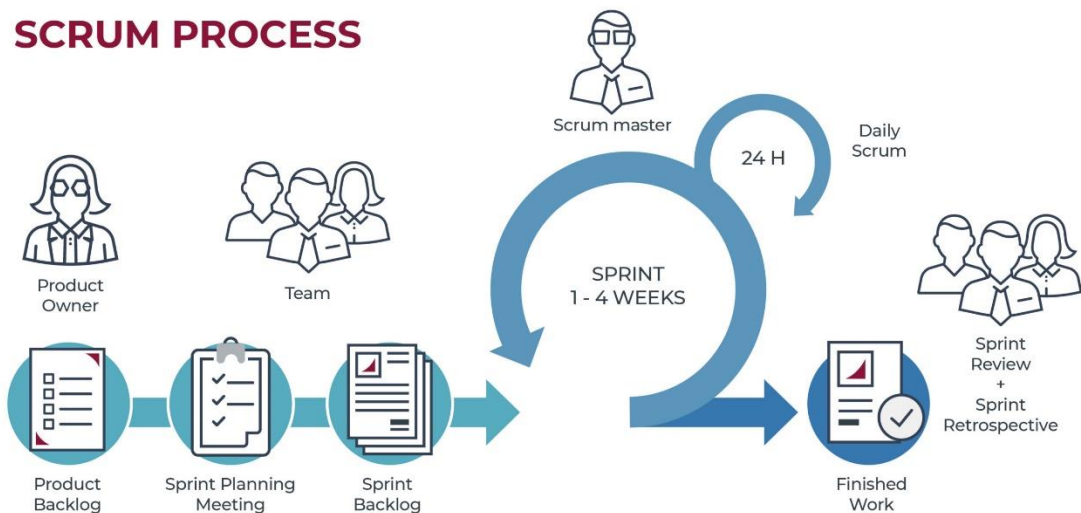 SCRUM PROCESS
Scrum master
24 H
Daily
Scrum
Product
Owner
Team
SPRINT
1 - 4 WEEKS
Sprint
Review
+
Sprint
Retrospective
Product
Backlog
Sprint Planning
Meeting
Sprint
Backlog
Finished
Work